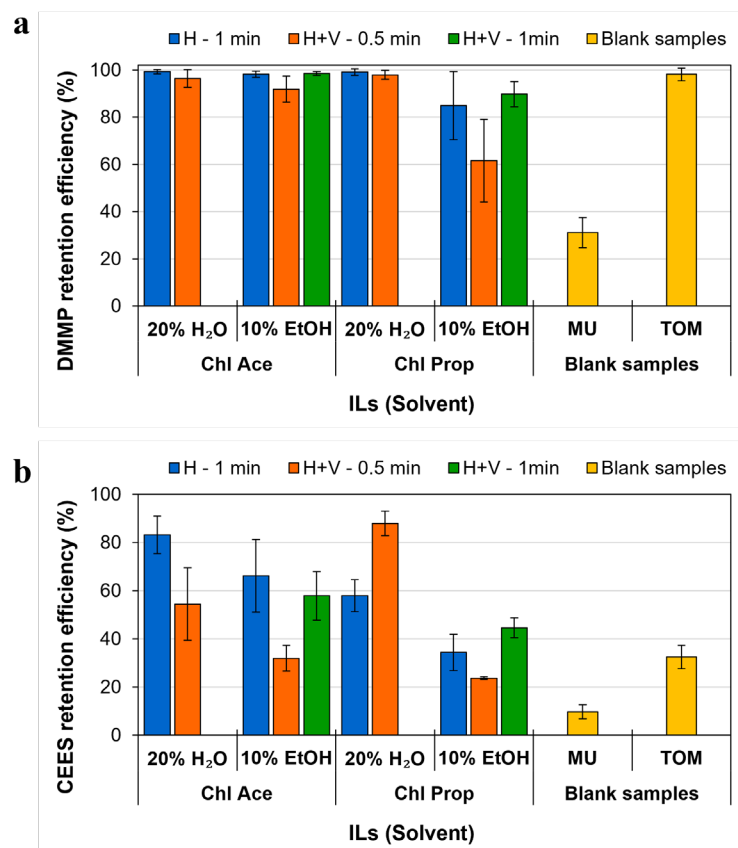 a
H - 1 min H+V - 0.5 min H+V - 1min Blank samples
DMMP retention efficiency (%)
100
80
60
40
20
0
20% H₂O 10% EtOH 20% H₂O 10% EtOH MU TOM
Chl Ace Chl Prop Blank samples
ILs (Solvent)
b
H - 1 min H+V - 0.5 min H+V - 1min Blank samples
CEES retention efficiency (%)
100
80
60
40
20
0
20% H₂O 10% EtOH 20% H₂O 10% EtOH MU TOM
Chl Ace Chl Prop Blank samples
ILs (Solvent)